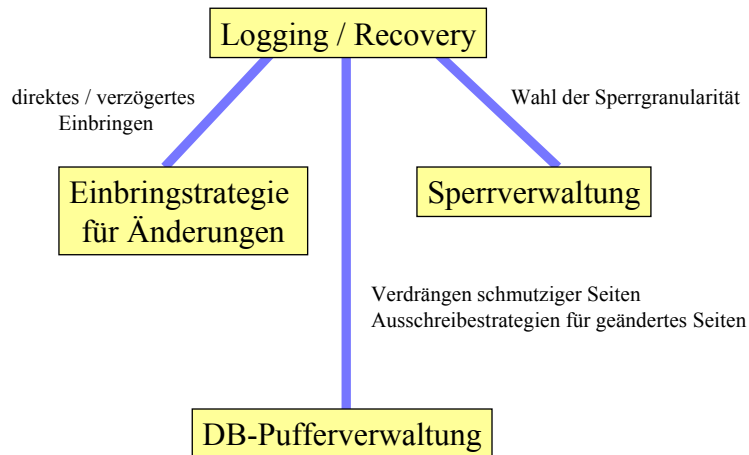 Logging / Recovery
direktes / verzögertes
Einbringen
Wahl der Sperrgranularität
Einbringstrategie
für Änderungen
Sperrverwaltung
Verdrängen schmutziger Seiten
Ausschreibestrategien für geändertes Seiten
DB-Pufferverwaltung